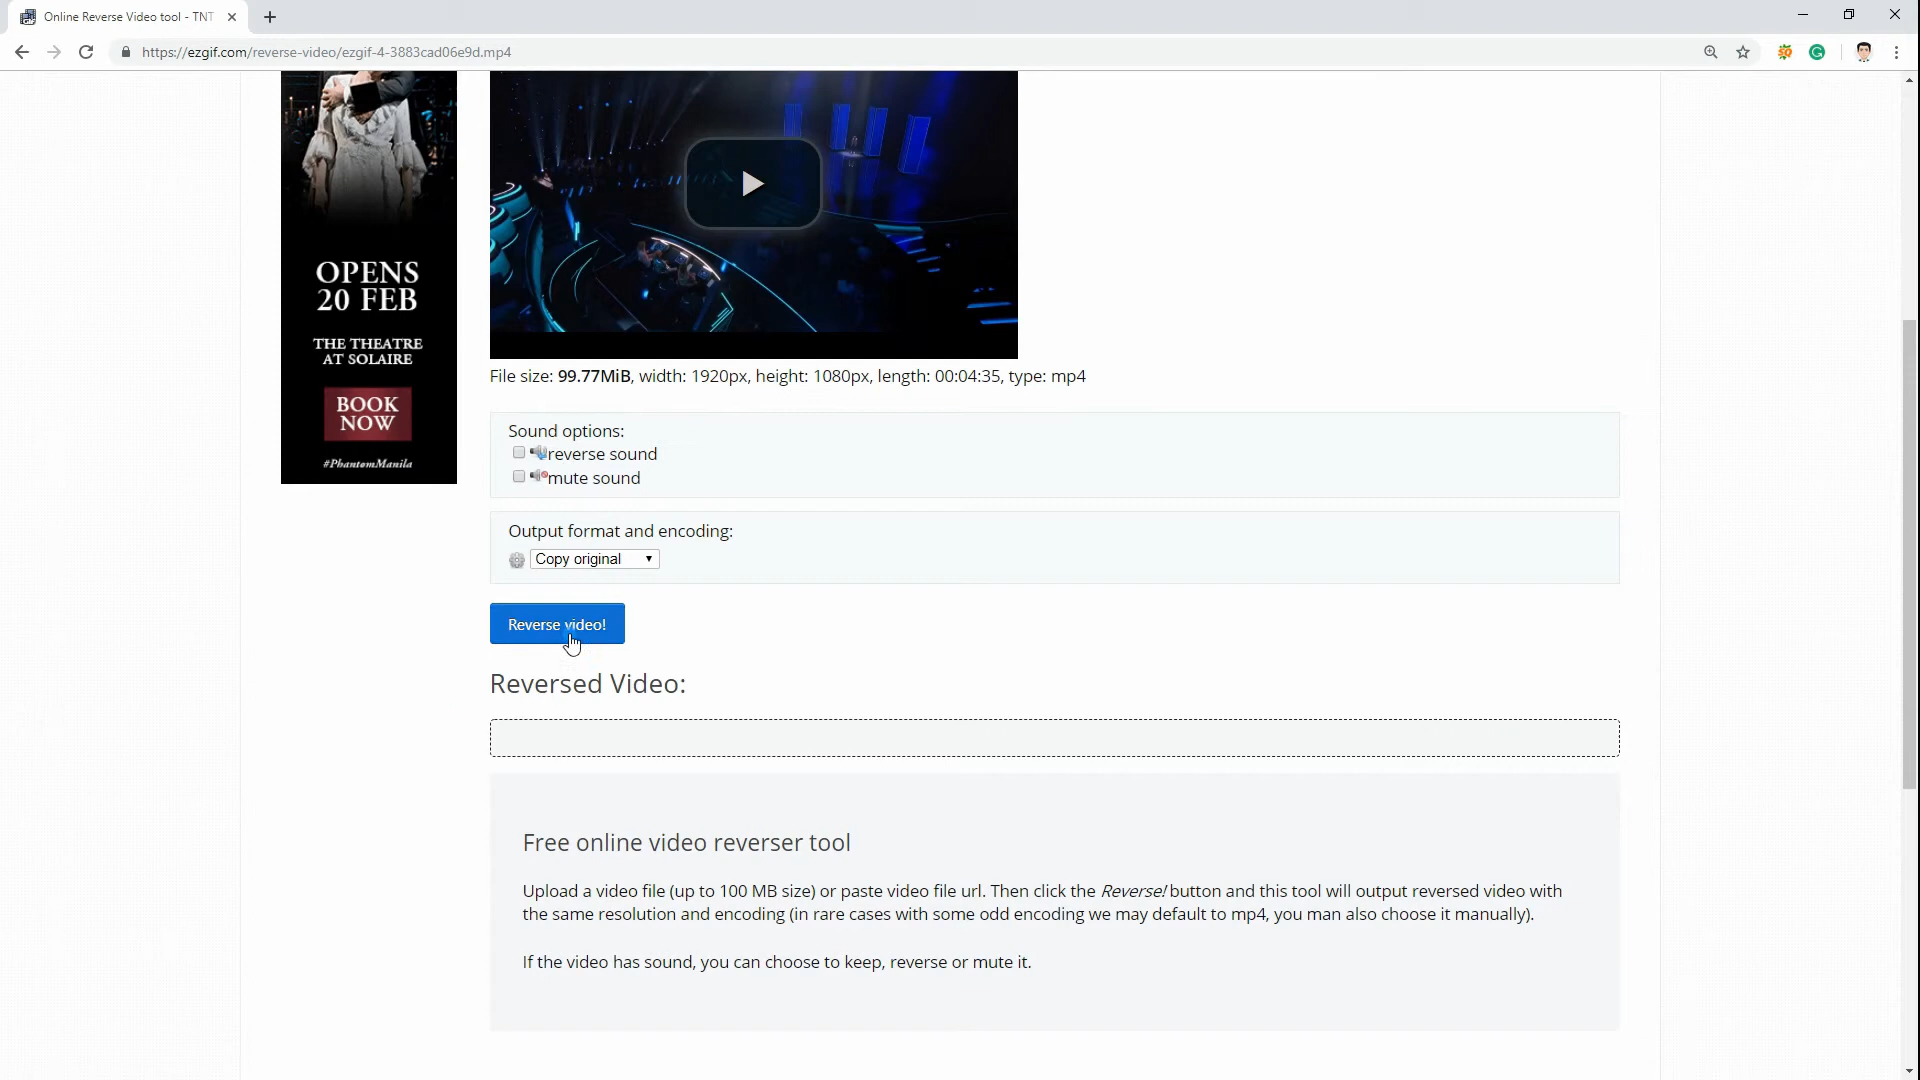 Online Reverse Video tool - TNT
https://ezgif.com/reverse-video/ezgif-4-3883cad06e9d.mp4
OPENS
20 FEB
THE THEATRE
AT SOLAIRE
BOOK
NOW
#PhantomManila
File size: 99.77MiB, width: 1920px, height: 1080px, length: 00:04:35, type: mp4
Sound options:
reverse sound
mute sound
Output format and encoding:
Copy original
Reverse video!
Reversed Video:
Free online video reverser tool
Upload a video file (up to 100 MB size) or paste video file url. Then click the Reverse! button and this tool will output reversed video with
the same resolution and encoding (in rare cases with some odd encoding we may default to mp4, you man also choose it manually).
If the video has sound, you can choose to keep, reverse or mute it.